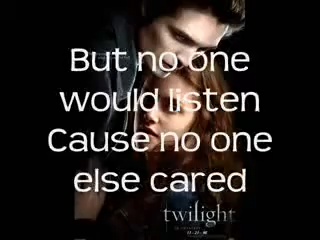 But no one
would listen
Cause no one
else cared
twilight